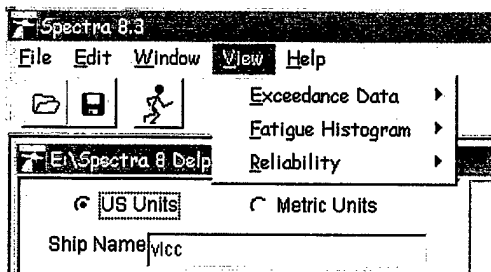 Spectra 8.3
File Edit Window View Help
Exceedance Data
Fatigue Histogram
Reliability
E:\Spectra 8 Delp
US Units Metric Units
Ship Name vlcc